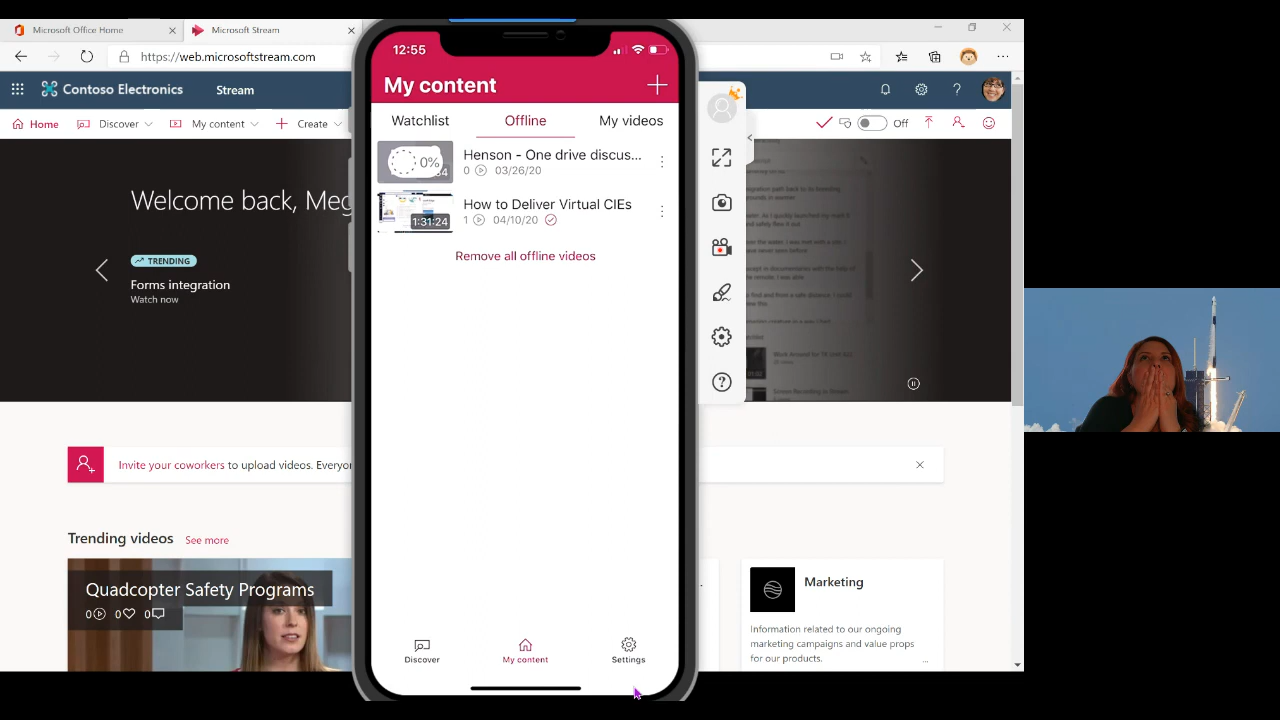 Microsoft Office Home
Microsoft Stream
https://web.microsoftstream.com
Contoso Electronics
Stream
Home
Discover
My content
Create
Off
Welcome back, Meg
TRENDING
Forms integration
Watch now
Invite your coworkers to upload videos. Everyon
Trending videos See more
Quadcopter Safety Programs
0 0 0
Marketing
Information related to our ongoing
marketing campaigns and value props
for our products.
...
12:55
My content
Watchlist
Offline
My videos
0%
Henson - One drive discus...
0 03/26/20
1:31:24
How to Deliver Virtual CIEs
1 04/10/20
Remove all offline videos
Discover
My content
Settings